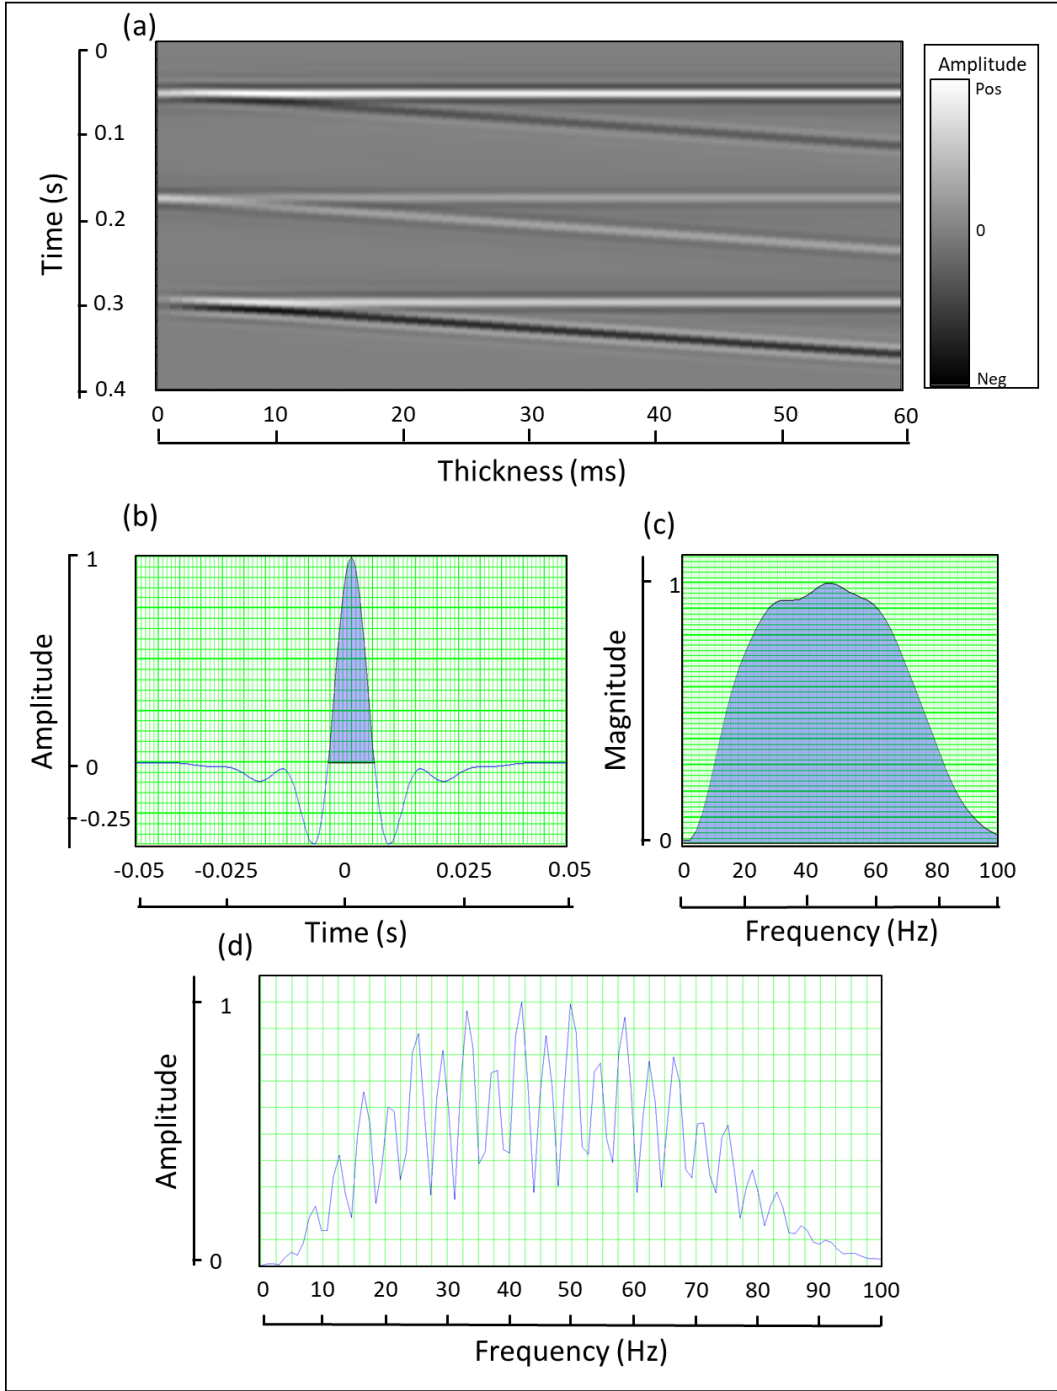 (a)
0
0.1
0.2
0.3
0.4
Time (s)
0 10 20 30 40 50 60
Thickness (ms)
Amplitude
Pos
0
Neg
(b)
1
0
-0.25
Amplitude
-0.05 -0.025 0 0.025 0.05
Time (s)
(c)
1
0
Magnitude
0 20 40 60 80 100
Frequency (Hz)
(d)
1
0
Amplitude
0 10 20 30 40 50 60 70 80 90 100
Frequency (Hz)